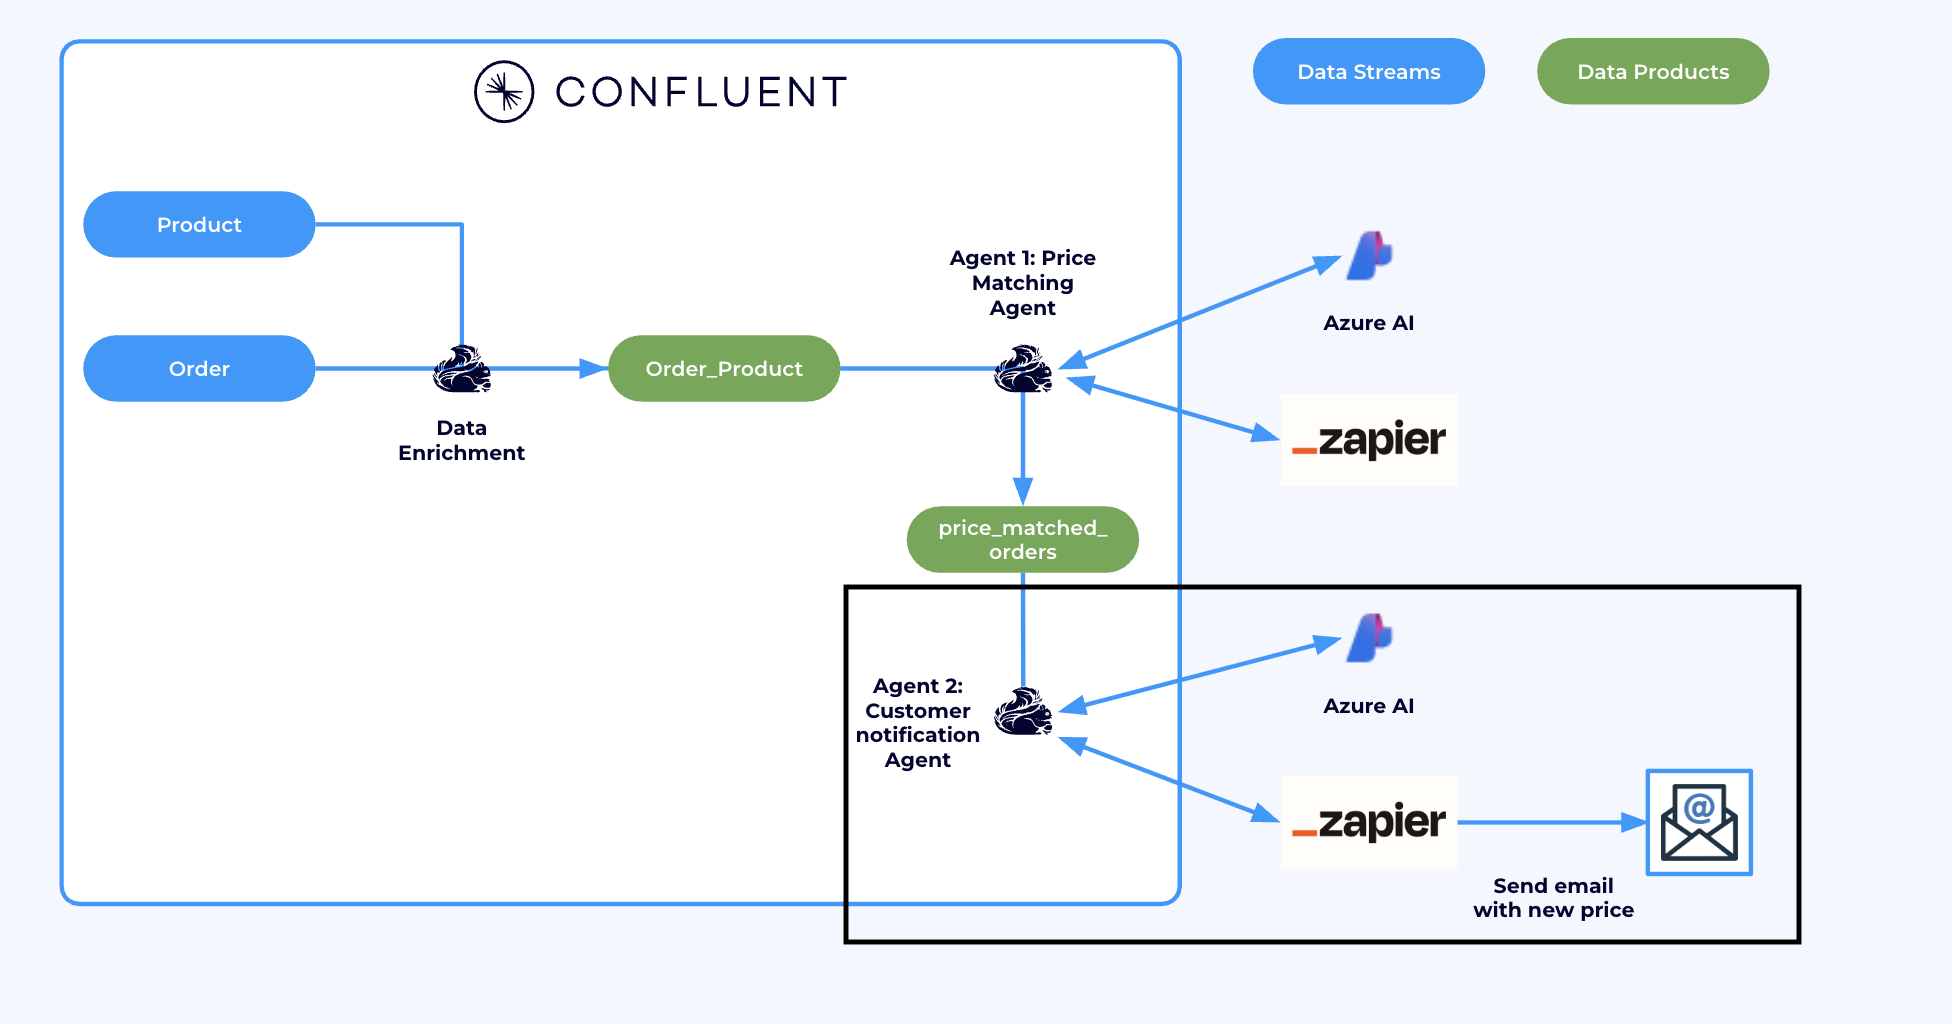 CONFLUENT
Data Streams
Data Products
Product
Order
Data
Enrichment
Order_Product
Agent 1: Price
Matching
Agent
Azure AI
_zapier
price_matched_
orders
Agent 2:
Customer
notification
Agent
Azure AI
_zapier
@
Send email
with new price